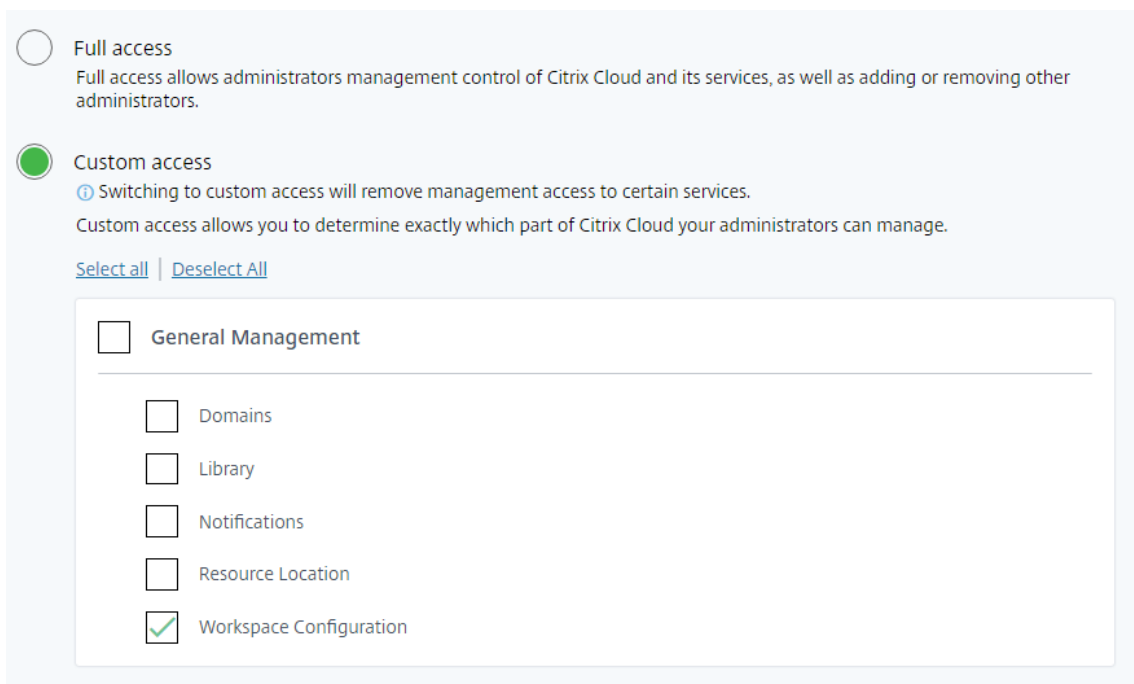 Full access
Full access allows administrators management control of Citrix Cloud and its services, as well as adding or removing other
administrators.
Custom access
Switching to custom access will remove management access to certain services.
Custom access allows you to determine exactly which part of Citrix Cloud your administrators can manage.
Select all | Deselect All
General Management
Domains
Library
Notifications
Resource Location
Workspace Configuration